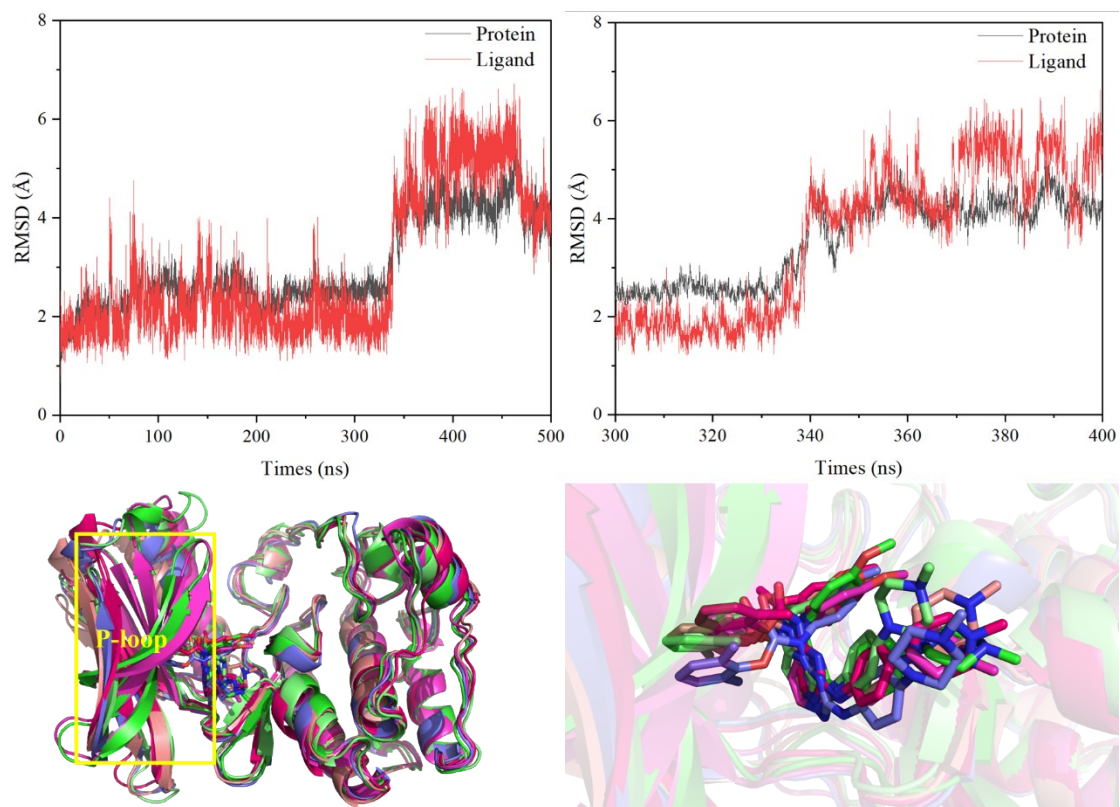 8
6
4
2
0
RMSD (Å)
Protein
Ligand
0 100 200 300 400 500
Times (ns)
8
6
4
2
0
RMSD (Å)
Protein
Ligand
300 320 340 360 380 400
Times (ns)
P-loop